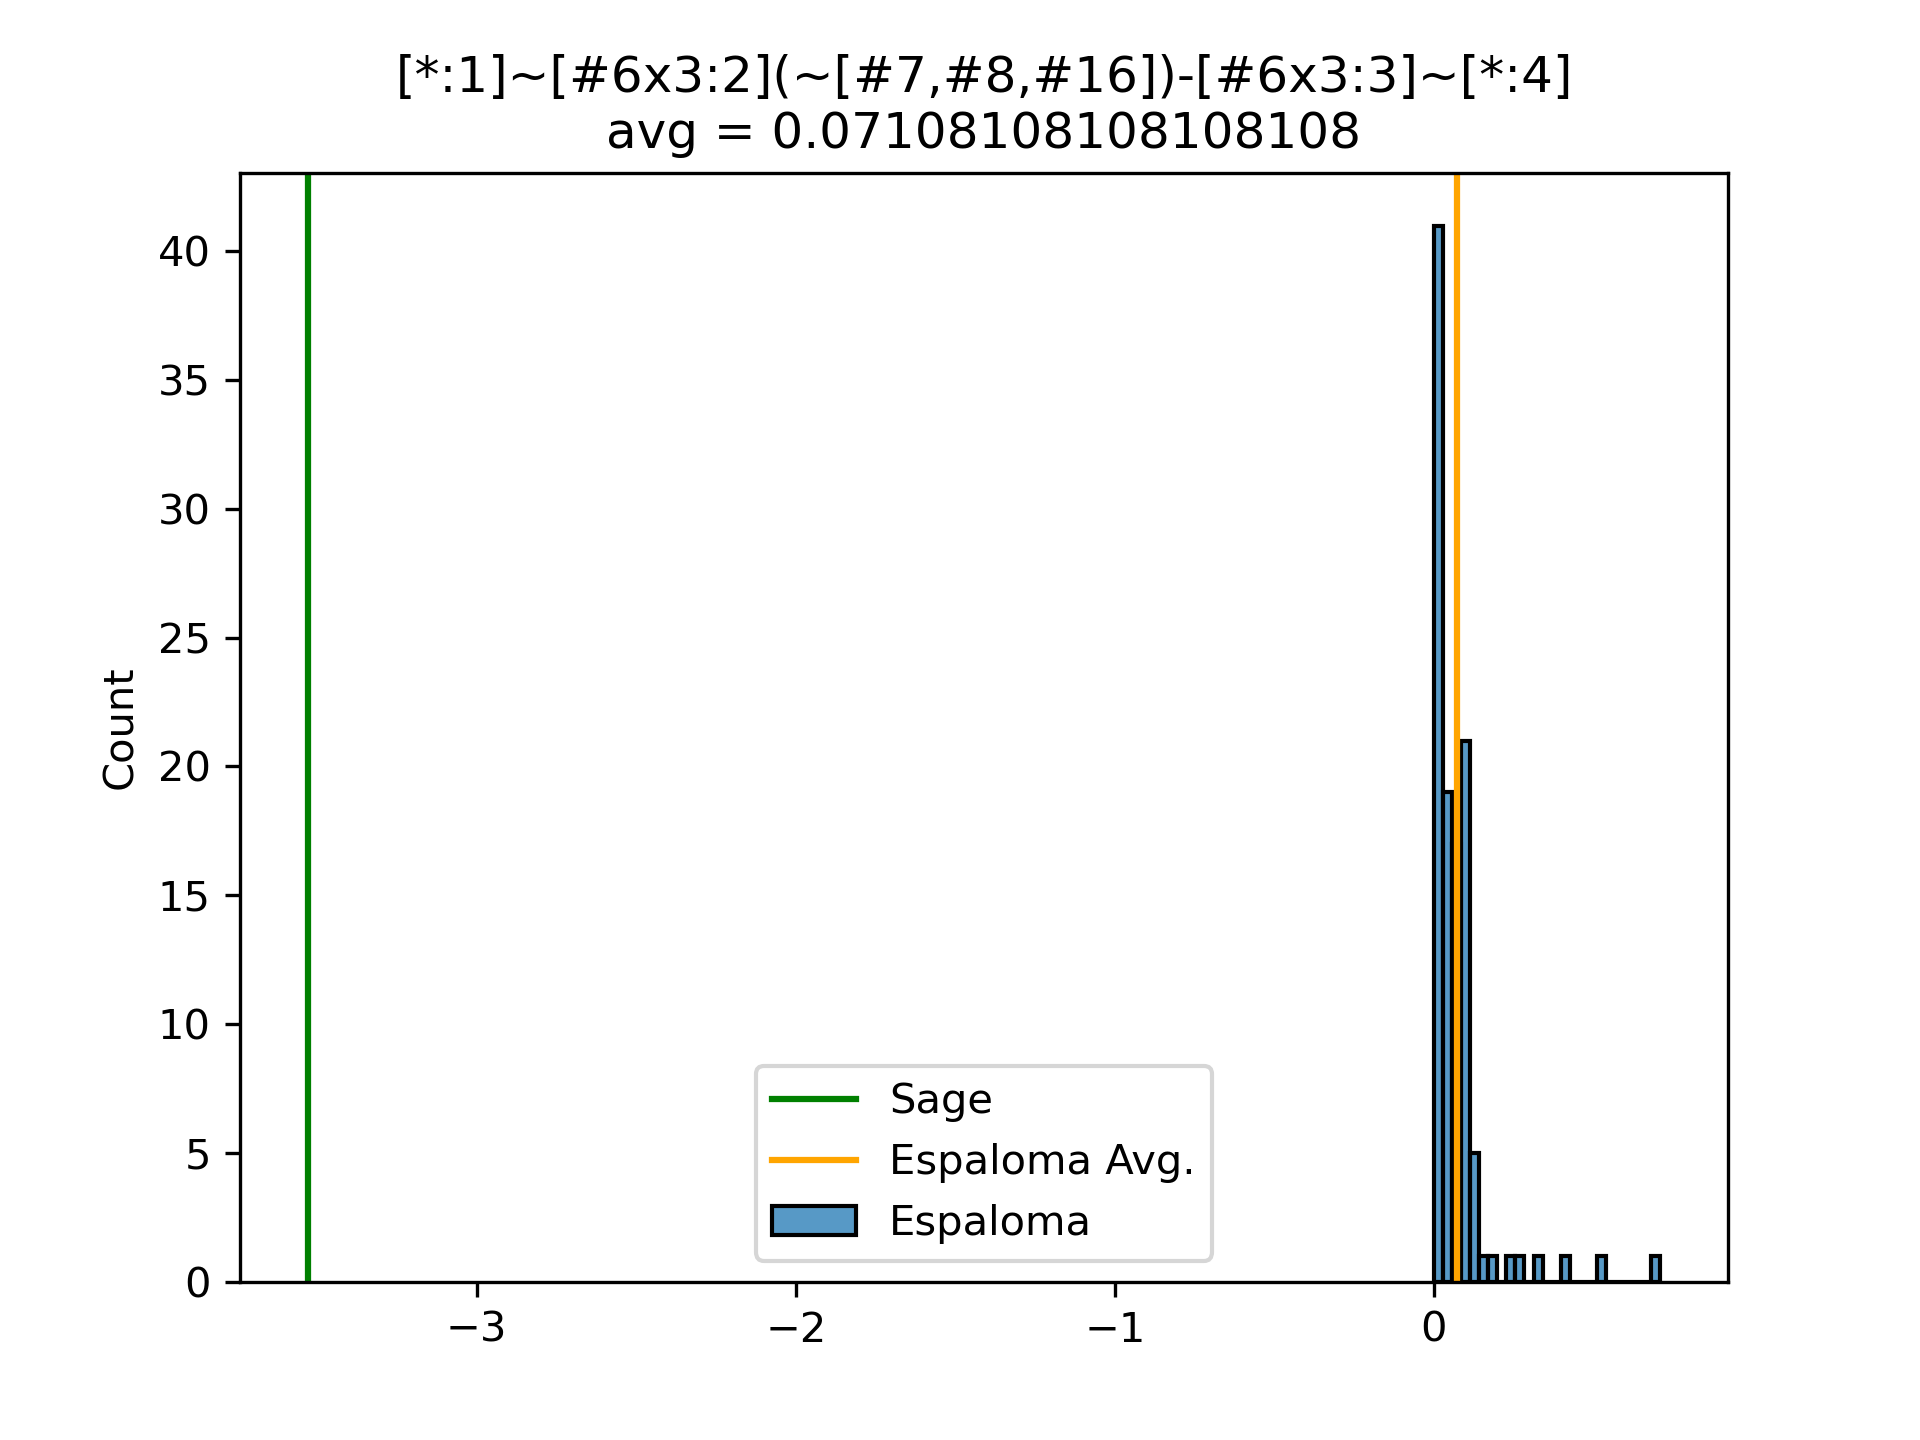 [*:1]~[#6x3:2](~[#7,#8,#16])-[#6x3:3]~[*:4]
avg = 0.07108108108108108
40
35
30
25
20
15
10
5
0
Count
Sage
Espaloma Avg.
Espaloma
−3
−2
−1
0